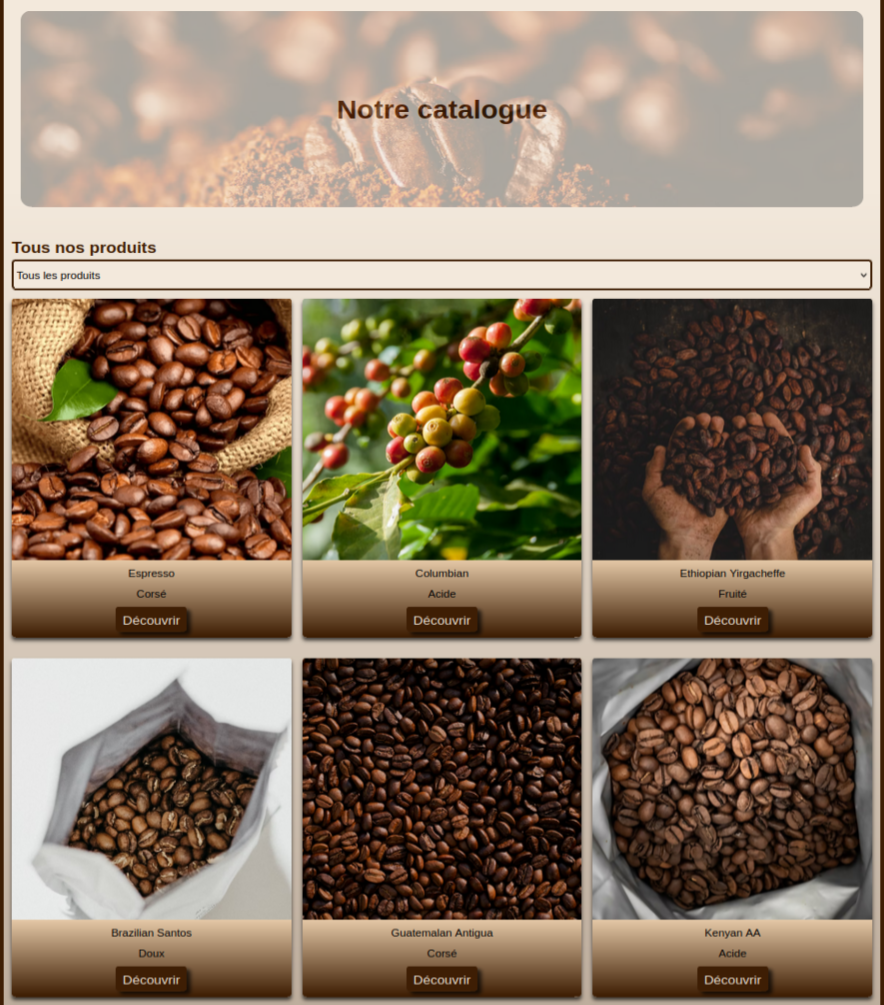 Notre catalogue
Tous nos produits
Tous les produits
Espresso
Corsé
Découvrir
Columbian
Acide
Découvrir
Ethiopian Yirgacheffe
Fruité
Découvrir
Brazilian Santos
Doux
Découvrir
Guatemalan Antigua
Corsé
Découvrir
Kenyan AA
Acide
Découvrir